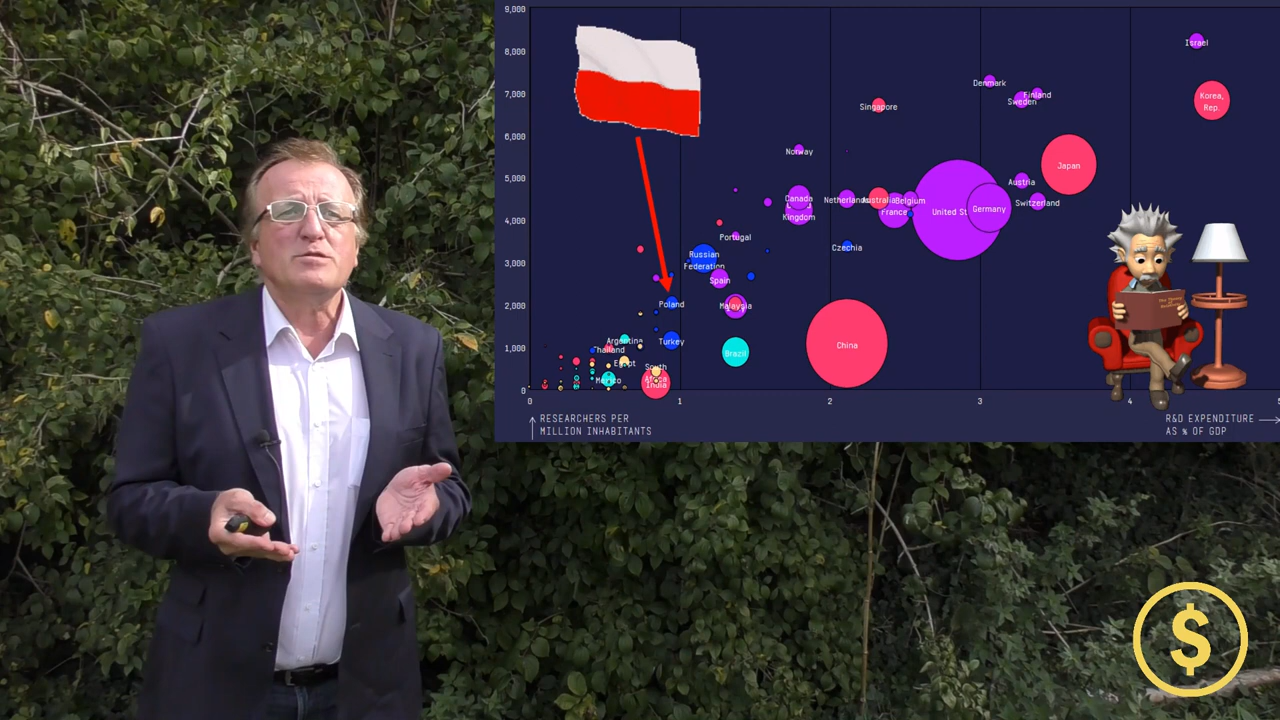 9,000
8,000
7,000
6,000
5,000
4,000
3,000
2,000
1,000
0
Israel
Denmark
Finland
Sweden
Korea,
Rep.
Singapore
Norway
Japan
Austria
Canada
Netherlands
Australia
Belgium
Switzerland
Kingdom
France
United St
Germany
Portugal
Czechia
Russian
Federation
Spain
Poland
Malaysia
Turkey
Argentina
Thailand
Brazil
China
Egypt
South
Africa
Mexico
India
0
1
2
3
4
5
RESEARCHERS PER
MILLION INHABITANTS
R&D EXPENDITURE
AS % OF GDP
$